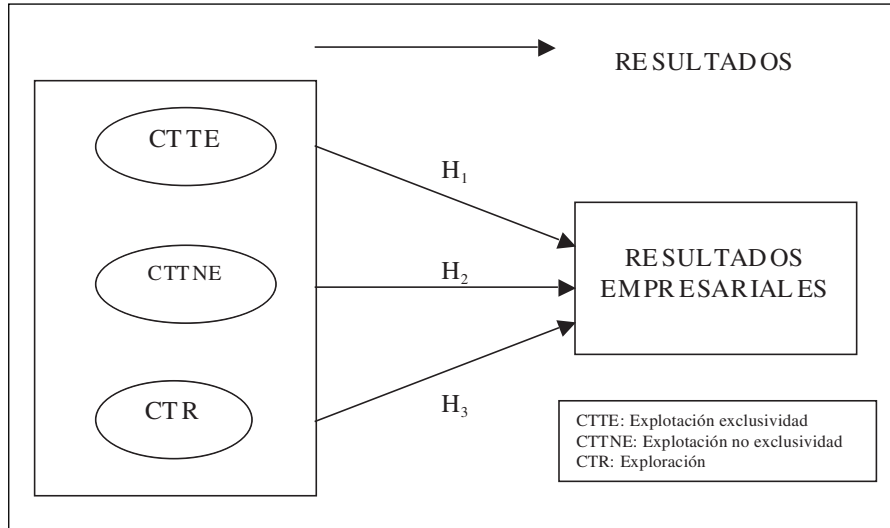 RESULTADOS
CTTE
H1
CTTNE
H2
RESULTADOS
EMPRESARIALES
CTR
H3
CTTE: Explotación exclusividad
CTTNE: Explotación no exclusividad
CTR: Exploración